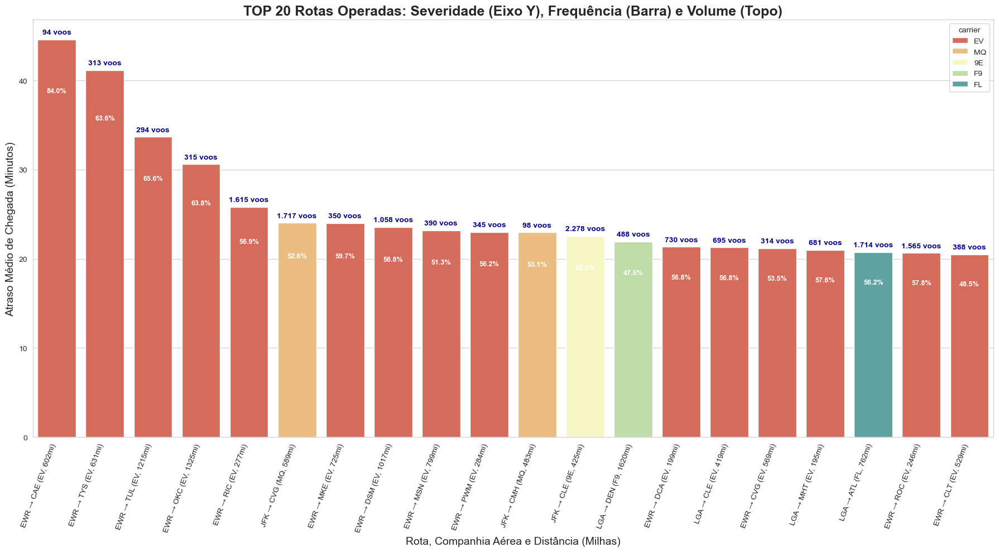 TOP 20 Rotas Operadas: Severidade (Eixo Y), Frequência (Barra) e Volume (Topo)
carrier
EV
MQ
9E
F9
FL
Atraso Médio de Chegada (Minutos)
40
30
20
10
0
94 voos
313 voos
294 voos
315 voos
1.615 voos
1.717 voos
350 voos
1.058 voos
390 voos
345 voos
98 voos
2.278 voos
488 voos
730 voos
695 voos
314 voos
681 voos
1.714 voos
1.565 voos
388 voos
84.0%
63.6%
65.6%
63.8%
56.9%
52.6%
59.7%
56.8%
51.3%
56.2%
53.1%
47.5%
56.8%
56.8%
53.5%
57.6%
56.2%
57.8%
48.5%
EWR → CAE (EV, 602mi)
EWR → TYS (EV, 631mi)
EWR → TUL (EV, 1215mi)
EWR → OKC (EV, 1325mi)
EWR → RIC (EV, 277mi)
JFK → CVG (MQ, 589mi)
EWR → MKE (EV, 725mi)
EWR → DSM (EV, 1017mi)
EWR → MSN (EV, 799mi)
EWR → PWM (EV, 284mi)
JFK → CMH (MQ, 483mi)
JFK → CLE (9E, 425mi)
LGA → DEN (F9, 1620mi)
EWR → DCA (EV, 199mi)
LGA → CLE (EV, 419mi)
EWR → CVG (EV, 569mi)
LGA → MHT (EV, 195mi)
LGA → ATL (FL, 762mi)
EWR → ROC (EV, 246mi)
EWR → CLT (EV, 529mi)
Rota, Companhia Aérea e Distância (Milhas)